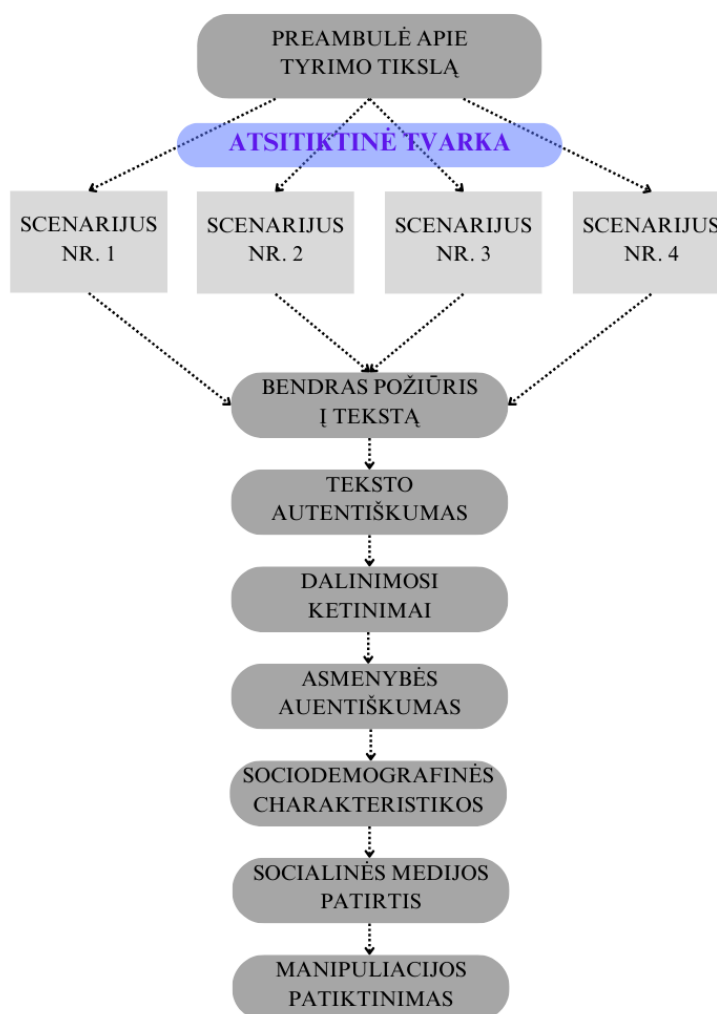 PREAMBULĖ APIE
TYRIMO TIKSLĄ
ATSITIKTINĖ TVARKA
SCENARIJUS
NR. 1
SCENARIJUS
NR. 2
SCENARIJUS
NR. 3
SCENARIJUS
NR. 4
BENDRAS POŽIŪRIS
Į TEKSTĄ
TEKSTO
AUTENTIŠKUMAS
DALINIMOSI
KETINIMAI
ASMENYBĖS
AUENTIŠKUMAS
SOCIODEMOGRAFINĖS
CHARAKTERISTIKOS
SOCIALINĖS MEDIJOS
PATIRTIS
MANIPULIACIJOS
PATIKTINIMAS